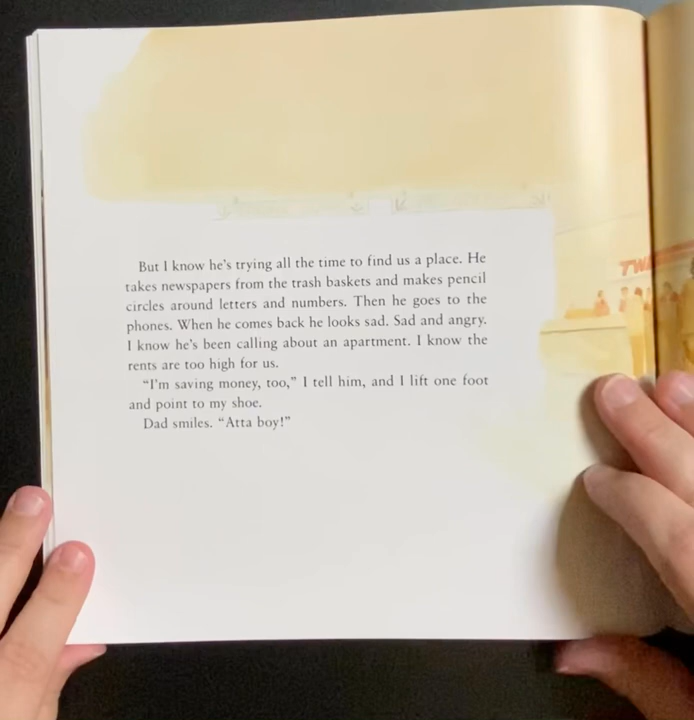 But I know he's trying all the time to find us a place. He
takes newspapers from the trash baskets and makes pencil
circles around letters and numbers. Then he goes to the
phones. When he comes back he looks sad. Sad and angry.
I know he's been calling about an apartment. I know the
rents are too high for us.
“I'm saving money, too,” I tell him, and I lift one foot
and point to my shoe.
Dad smiles. “Atta boy!”